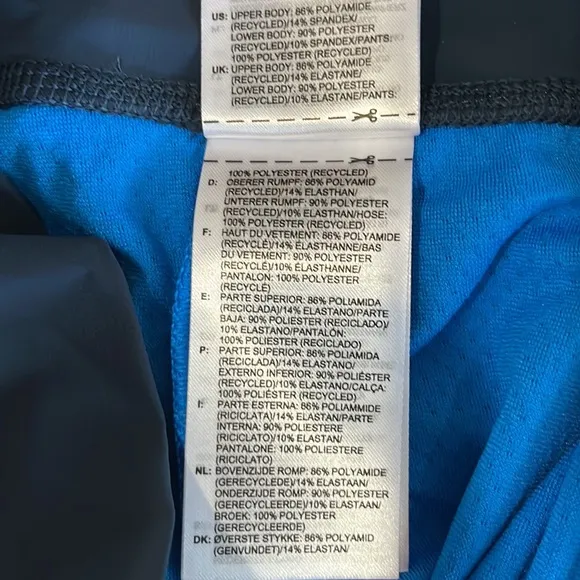 US: UPPER BODY: 86% POLYAMIDE
(RECYCLED)/14% SPANDEX/
LOWER BODY: 90% POLYESTER
(RECYCLED)/10% SPANDEX/PANTS:
100% POLYESTER (RECYCLED)
UK: UPPER BODY: 86% POLYAMIDE
(RECYCLED)/14% ELASTANE/
LOWER BODY: 90% POLYESTER
(RECYCLED)/10% ELASTANE/PANTS:
100% POLYESTER (RECYCLED)
D: OBERER RUMPF: 86% POLYAMID
(RECYCLED)/14% ELASTHAN/
UNTERER RUMPF: 90% POLYESTER
(RECYCLED)/10% ELASTHAN/HOSE:
100% POLYESTER (RECYCLED)
F: HAUT DU VETEMENT: 86% POLYAMIDE
(RECYCLÉ)/14% ÉLASTHANNE/BAS
DU VETEMENT: 90% POLYESTER
(RECYCLÉ)/10% ÉLASTHANNE/
PANTALON: 100% POLYESTER
(RECYCLÉ)
E: PARTE SUPERIOR: 86% POLIAMIDA
(RECICLADA)/14% ELASTANO/PARTE
BAJA: 90% POLIESTER (RECICLADO)/
10% ELASTANO/PANTALÓN:
100% POLIESTER (RECICLADO)
P: PARTE SUPERIOR: 86% POLIAMIDA
(RECICLADA)/14% ELASTANO/
EXTERNO INFERIOR: 90% POLIÉSTER
(RECYCLED)/10% ELASTANO/CALÇA:
100% POLIÉSTER (RECYCLED)
I: PARTE ESTERNA: 86% POLIAMMIDE
(RICICLATA)/14% ELASTAN/PARTE
INTERNA: 90% POLIESTERE
(RICICLATO)/10% ELASTAN/
PANTALONE: 100% POLIESTERE
(RICICLATO)
NL: BOVENZIJDE ROMP: 86% POLYAMIDE
(GERECYCLEDE)/14% ELASTAAN/
ONDERZIJDE ROMP: 90% POLYESTER
(GERECYCLEERDE)/10% ELASTAAN/
BROEK: 100% POLYESTER
(GERECYCLEERDE)
DK: ØVERSTE STYKKE: 86% POLYAMID
(GENVUNDET)/14% ELASTAN/